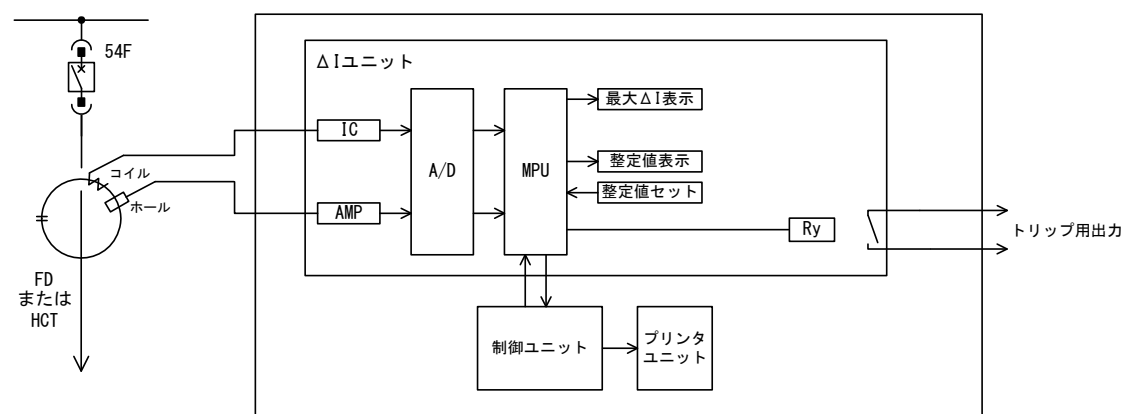 54F
コイル
ホール
FD
または
HCT
ΔIユニット
IC
AMP
A/D
MPU
最大ΔI表示
整定値表示
整定値セット
Ry
トリップ用出力
制御ユニット
プリンタ
ユニット